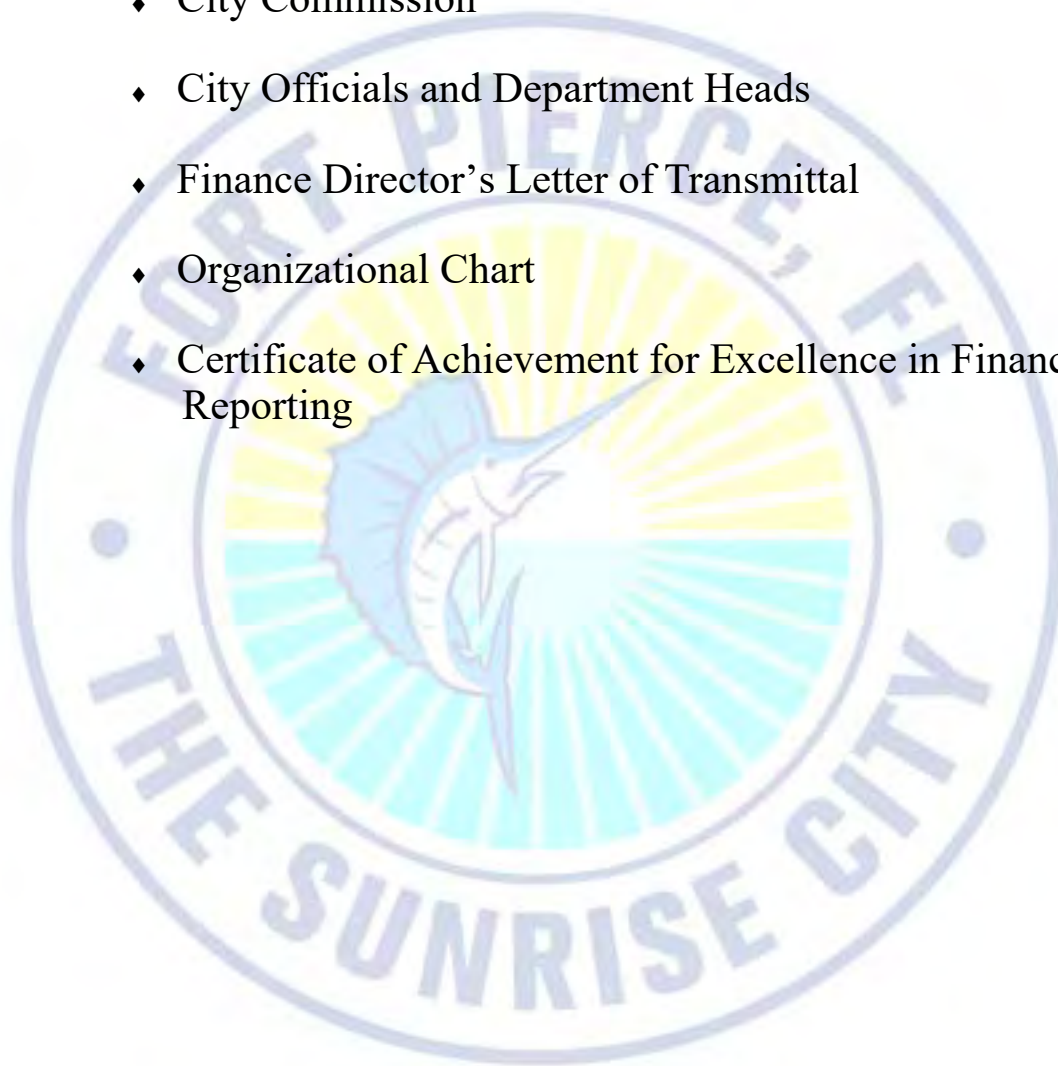 ♦ City Commission
♦ City Officials and Department Heads
♦ Finance Director’s Letter of Transmittal
♦ Organizational Chart
♦ Certificate of Achievement for Excellence in Financ
Reporting
FORT PIERCE, FL
THE SUNRISE CITY